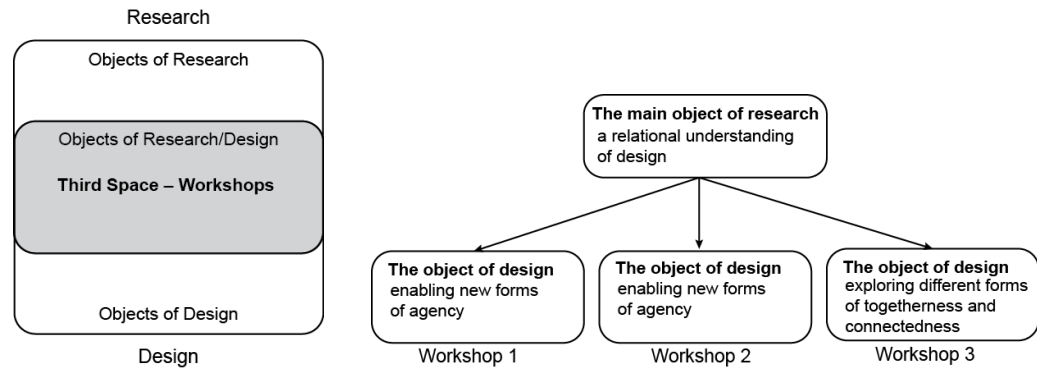 Research
Objects of Research
Objects of Research/Design
Third Space – Workshops
Objects of Design
Design
The main object of research
a relational understanding
of design
The object of design
enabling new forms
of agency
Workshop 1
The object of design
enabling new forms
of agency
Workshop 2
The object of design
exploring different forms
of togetherness and
connectedness
Workshop 3